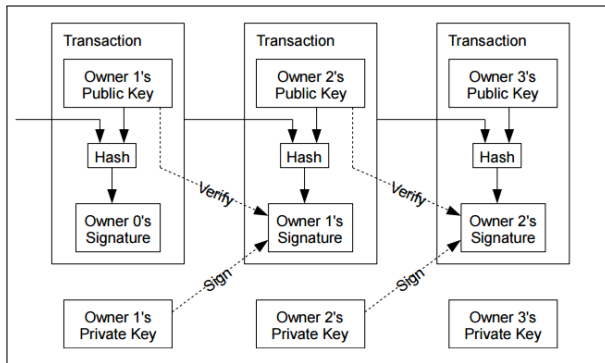 Transaction
Owner 1's
Public Key
Hash
Owner 0's
Signature
Transaction
Owner 2's
Public Key
Hash
Owner 1's
Signature
Transaction
Owner 3's
Public Key
Hash
Owner 2's
Signature
Verify
Verify
Sign
Sign
Owner 1's
Private Key
Owner 2's
Private Key
Owner 3's
Private Key